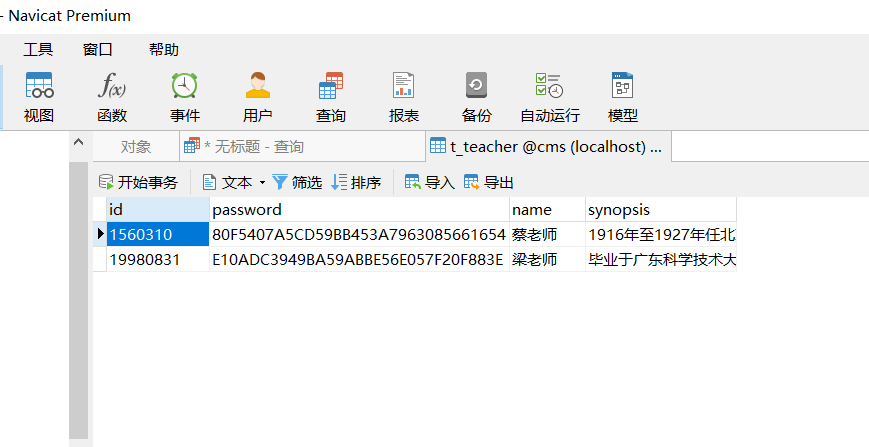 - Navicat Premium
工具 窗口 帮助
视图 函数 事件 用户 查询 报表 备份 自动运行 模型
对象 * 无标题 - 查询 t_teacher @cms (localhost) ...
开始事务 文本 筛选 排序 导入 导出
id password name synopsis
1560310 80F5407A5CD59BB453A7963085661654 蔡老师 1916年至1927年任北
19980831 E10ADC3949BA59ABBE56E057F20F883E 梁老师 毕业于广东科学技术大